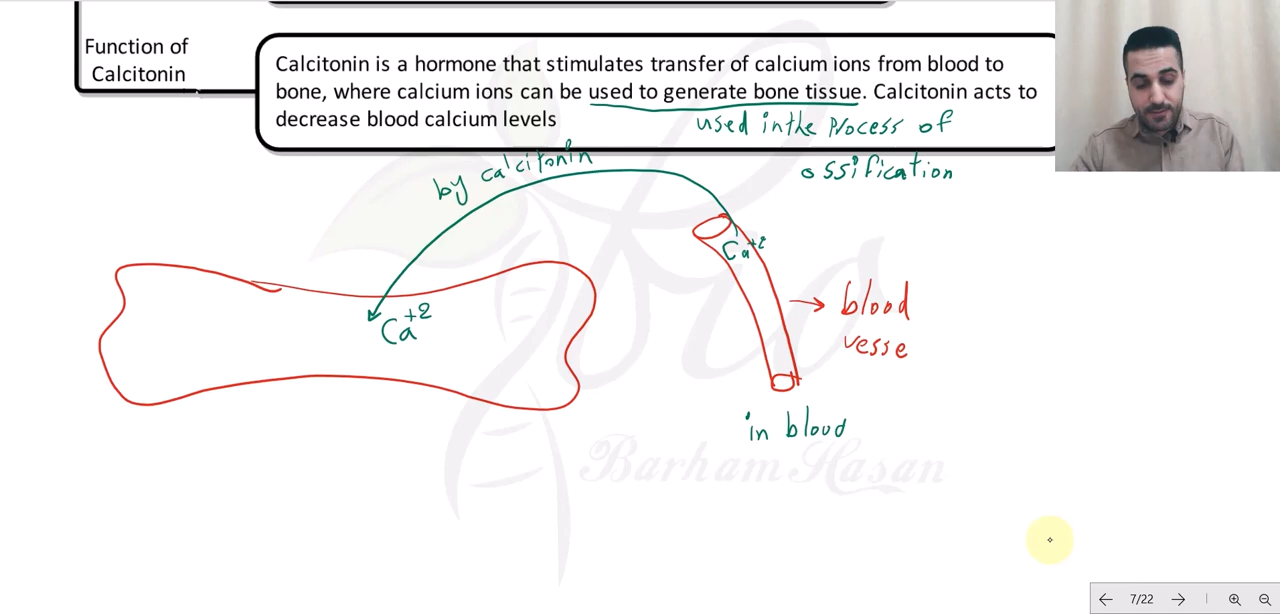 Function of
Calcitonin
Calcitonin is a hormone that stimulates transfer of calcium ions from blood to
bone, where calcium ions can be used to generate bone tissue. Calcitonin acts to
decrease blood calcium levels
used in the process of
ossification
by calcitonin
Ca+2
Ca+2
blood
vesse
in blood
Barham Hasan
7/22